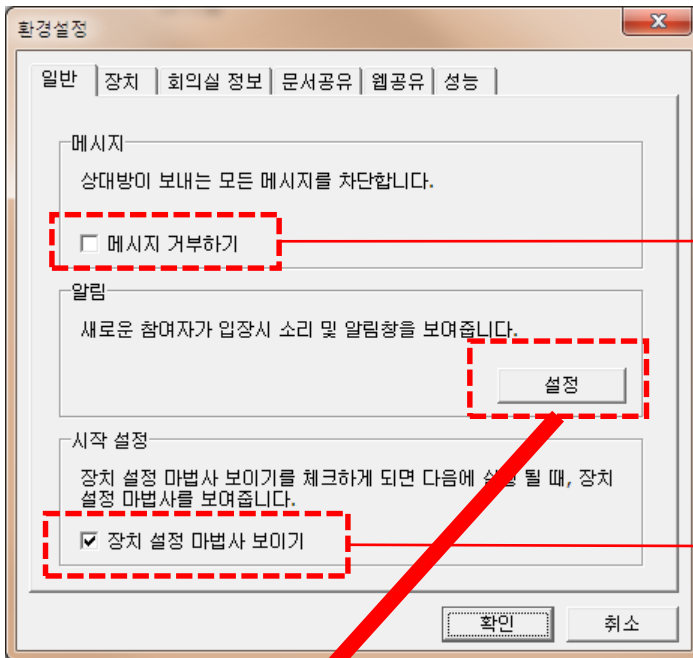 환경설정
일반 장치 회의실 정보 문서공유 웹공유 성능
메시지
상대방이 보내는 모든 메시지를 차단합니다.
메시지 거부하기
알림
새로운 참여자가 입장시 소리 및 알림창을 보여줍니다.
설정
시작 설정
장치 설정 마법사 보이기를 체크하게 되면 다음에 될 때, 장치
설정 마법사를 보여줍니다.
장치 설정 마법사 보이기
확인 취소